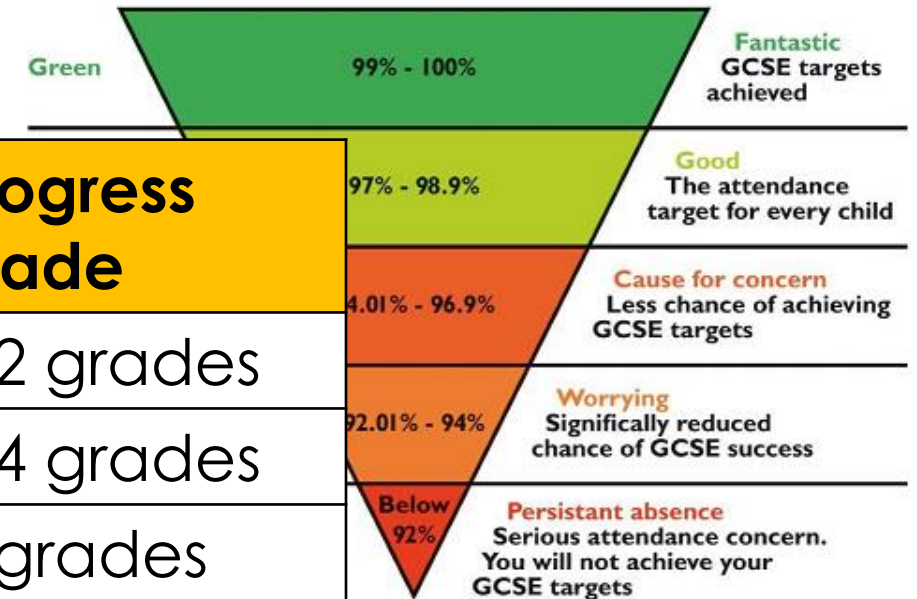 Green
99% - 100%
Fantastic
GCSE targets
achieved
97% - 98.9%
Good
The attendance
target for every child
4.01% - 96.9%
Cause for concern
Less chance of achieving
GCSE targets
92.01% - 94%
Worrying
Significally reduced
chance of GCSE success
Below
92%
Persistant absence
Serious attendance concern.
You will not achieve your
GCSE targets
ogress
ade
2 grades
4 grades
grades